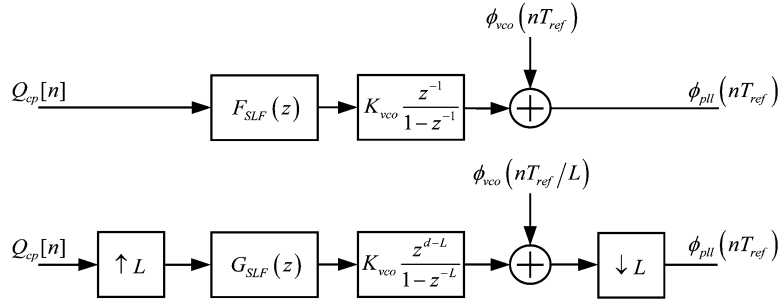 ϕ_vco(nT_ref)
Q_cp[n] F_SLF(z) K_vco z^{-1}/(1−z^{-1}) + ϕ_pll(nT_ref)
ϕ_vco(nT_ref/L)
Q_cp[n] ↑L G_SLF(z) K_vco z^{d−L}/(1−z^{-L}) + ↓L ϕ_pll(nT_ref)